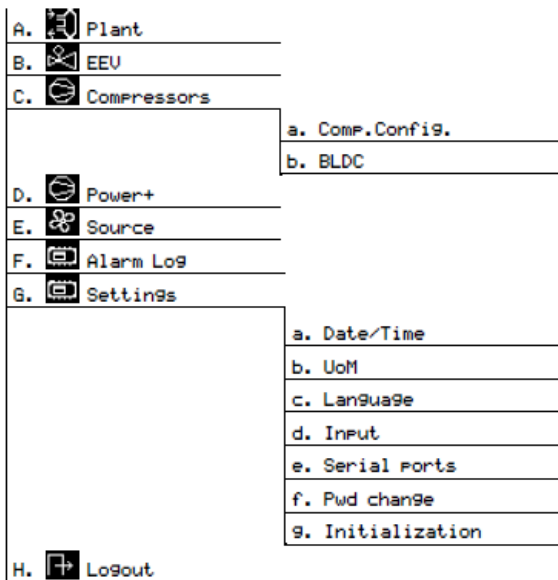 A. Plant
B. EEV
C. Compressors
a. Comp.Config.
b. BLDC
D. Power+
E. Source
F. Alarm Log
G. Settings
a. Date/Time
b. UoM
c. Language
d. Input
e. Serial ports
f. Pwd change
g. Initialization
H. Logout